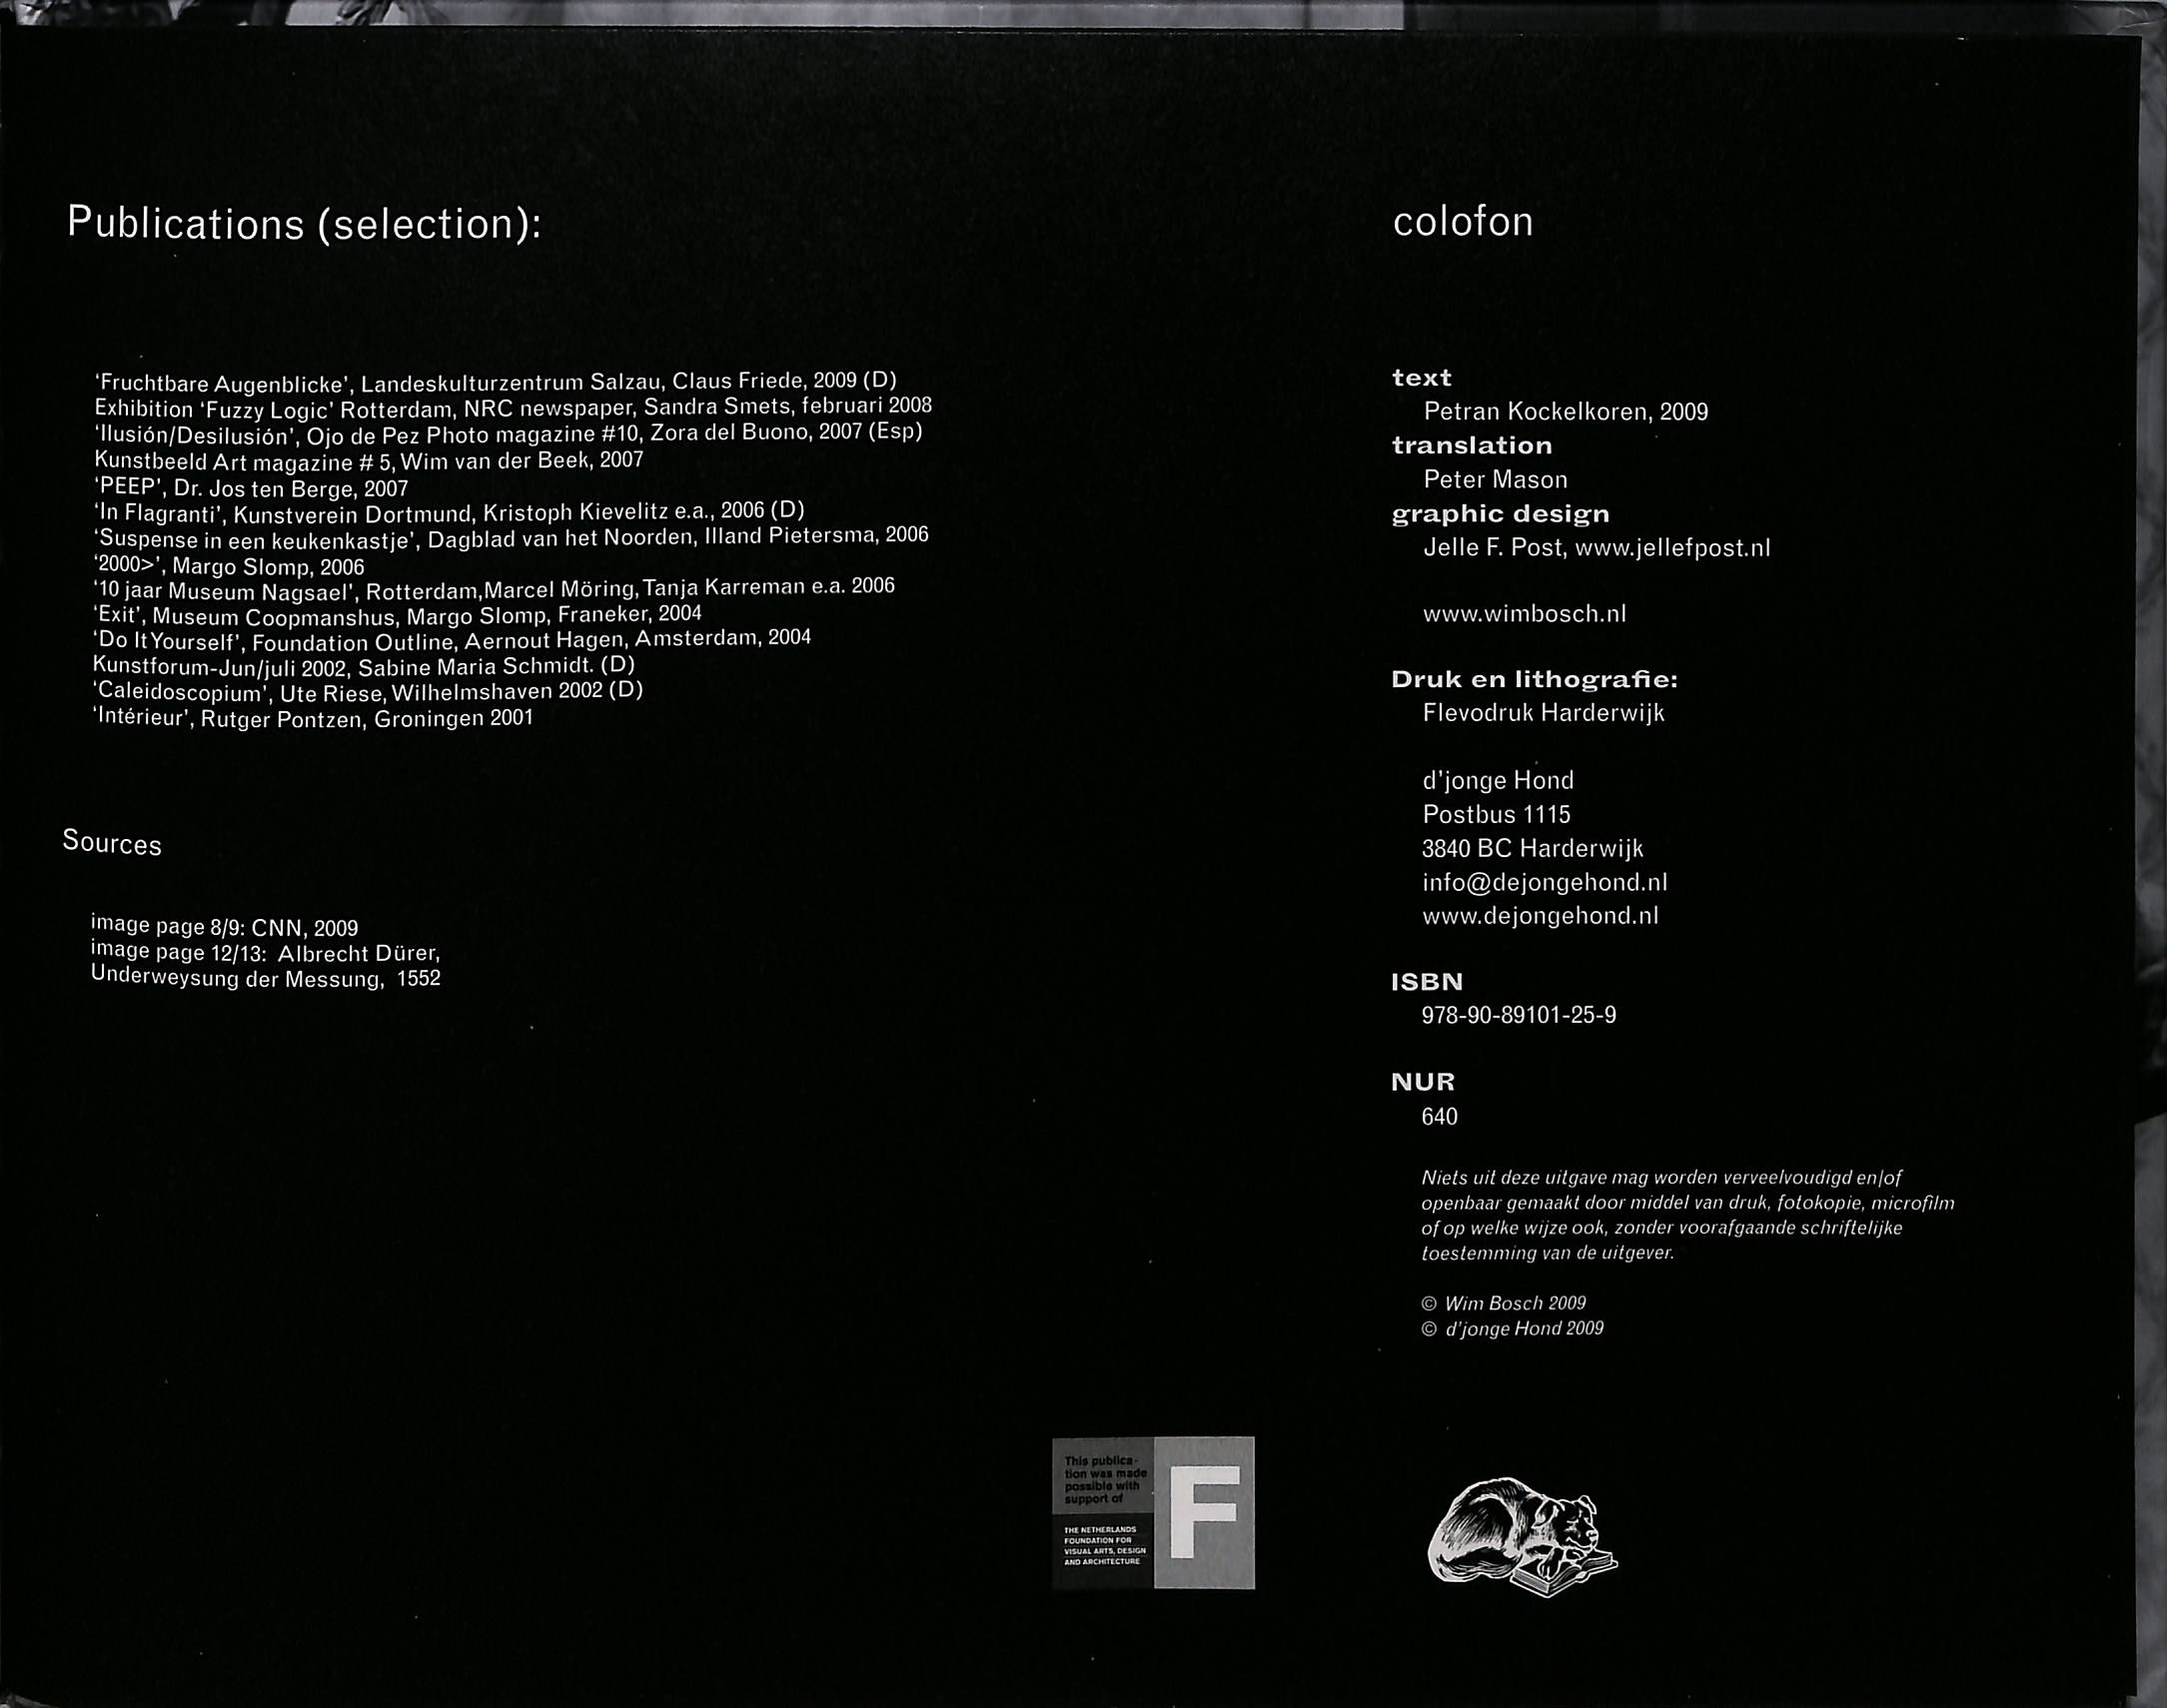 Publications (selection):
‘Fruchtbare Augenblicke’, Landeskulturzentrum Salzau, Claus Friede, 2009 (D)
Exhibition ‘Fuzzy Logic’ Rotterdam, NRC newspaper, Sandra Smets, februari 2008
‘Ilusión/Desilusión’, Ojo de Pez Photo magazine #10, Zora del Buono, 2007 (Esp)
Kunstbeeld Art magazine # 5, Wim van der Beek, 2007
‘PEEP’, Dr. Jos ten Berge, 2007
‘In Flagranti’, Kunstverein Dortmund, Kristoph Kievelitz e.a., 2006 (D)
‘Suspense in een keukenkastje’, Dagblad van het Noorden, Illand Pietersma, 2006
‘2000>’, Margo Slomp, 2006
‘10 jaar Museum Nagsael’, Rotterdam,Marcel Möring, Tanja Karreman e.a. 2006
‘Exit’, Museum Coopmanshus, Margo Slomp, Franeker, 2004
‘Do It Yourself’, Foundation Outline, Aernout Hagen, Amsterdam, 2004
Kunstforum-Jun/juli 2002, Sabine Maria Schmidt. (D)
‘Caleidoscopium’, Ute Riese, Wilhelmshaven 2002 (D)
‘Intérieur’, Rutger Pontzen, Groningen 2001
Sources
image page 8/9: CNN, 2009
image page 12/13: Albrecht Dürer,
Underweysung der Messung, 1552
colofon
text
Petran Kockelkoren, 2009
translation
Peter Mason
graphic design
Jelle F. Post, www.jellefpost.nl
www.wimbosch.nl
Druk en lithografie:
Flevodruk Harderwijk
d’jonge Hond
Postbus 1115
3840 BC Harderwijk
info@dejongehond.nl
www.dejongehond.nl
ISBN
978-90-89101-25-9
NUR
640
Niets uit deze uitgave mag worden verveelvoudigd en/of
openbaar gemaakt door middel van druk, fotokopie, microfilm
of op welke wijze ook, zonder voorafgaande schriftelijke
toestemming van de uitgever.
© Wim Bosch 2009
© d’jonge Hond 2009
This publica-
tion was made
possible with
support of
THE NETHERLANDS
FOUNDATION FOR
VISUAL ARTS, DESIGN
AND ARCHITECTURE
F